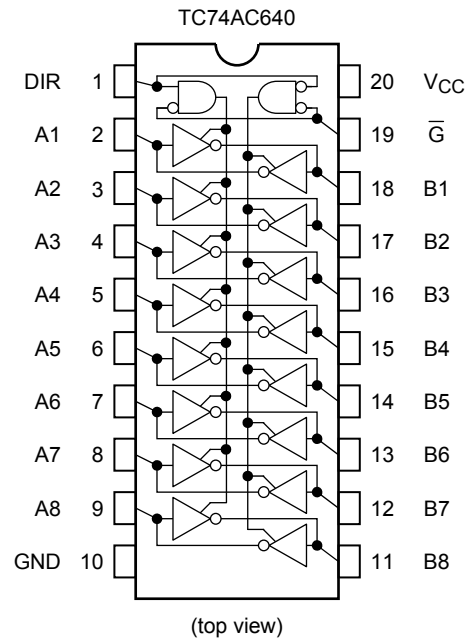 TC74AC640
DIR 1 20 VCC
A1 2 19 G̅
A2 3 18 B1
A3 4 17 B2
A4 5 16 B3
A5 6 15 B4
A6 7 14 B5
A7 8 13 B6
A8 9 12 B7
GND 10 11 B8
(top view)